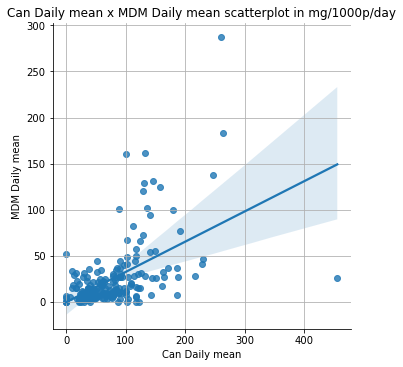 Can Daily mean x MDM Daily mean scatterplot in mg/1000p/day
300
250
200
150
100
50
0
MDM Daily mean
0 100 200 300 400
Can Daily mean